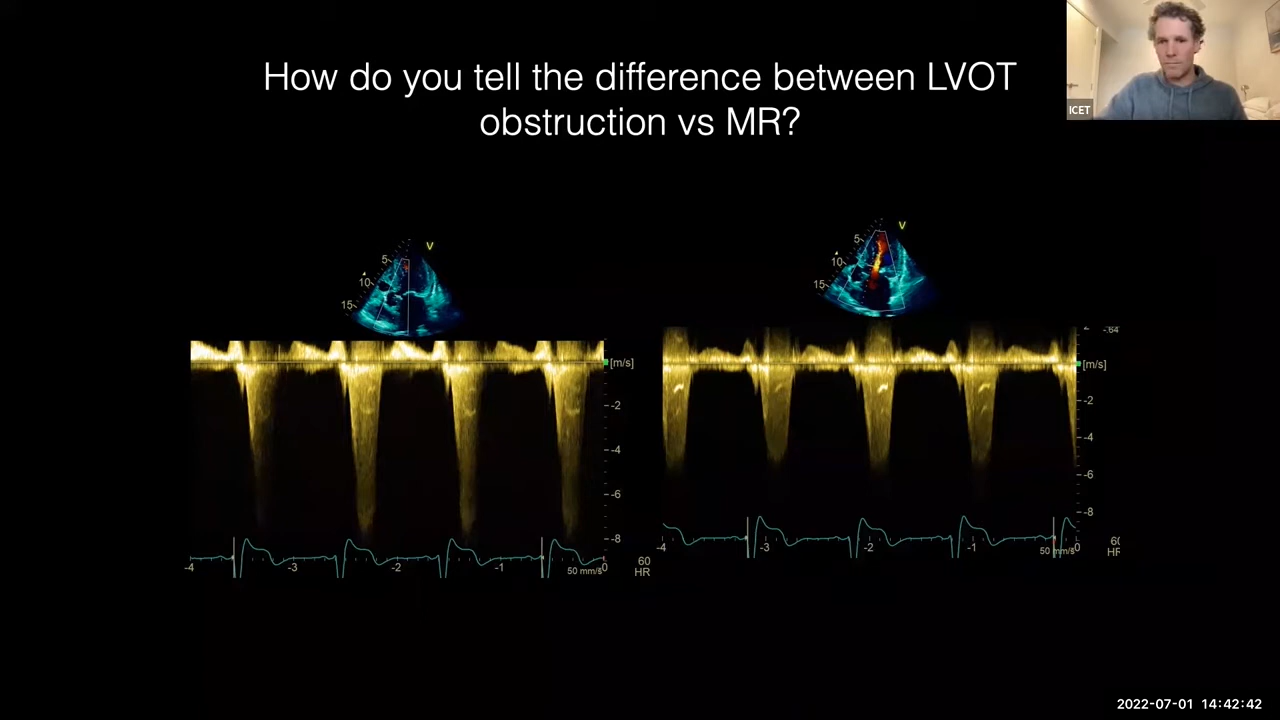 How do you tell the difference between LVOT
obstruction vs MR?
ICET
V
5
10
15
V
5
10
15
[m/s]
-2
-4
-6
-8
-4
-3
-2
-1
0
50 mm/s
60
HR
-.64
[m/s]
-2
-4
-6
-8
-4
-3
-2
-1
0
50 mm/s
2022-07-01 14:42:42